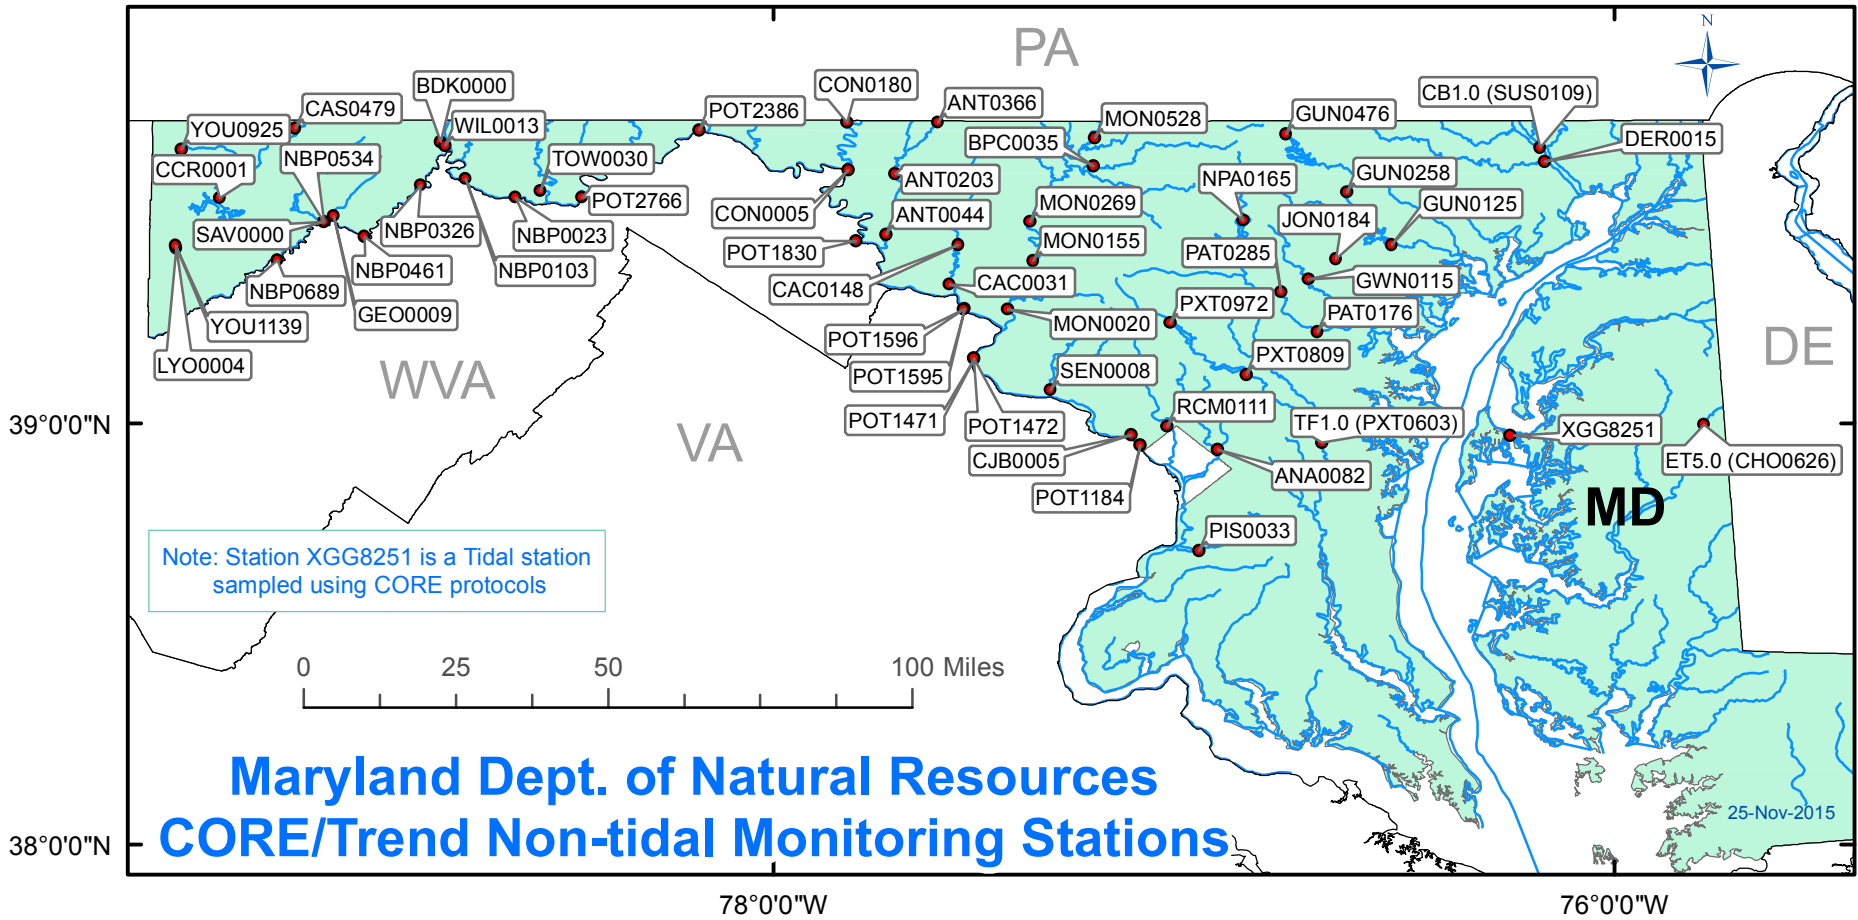 PA
N
BDK0000
CON0180
CB1.0 (SUS0109)
CAS0479
POT2386
ANT0366
MON0528
GUN0476
YOU0925
WIL0013
BPC0035
DER0015
CCR0001
NBP0534
TOW0030
ANT0203
NPA0165
GUN0258
POT2766
CON0005
MON0269
GUN0125
SAV0000
NBP0326
NBP0023
ANT0044
JON0184
POT1830
MON0155
PAT0285
NBP0461
NBP0103
NBP0689
CAC0148
CAC0031
GWN0115
YOU1139
GEO0009
MON0020
PXT0972
PAT0176
POT1596
LYO0004
PXT0809
DE
WVA
POT1595
SEN0008
RCM0111
39°0'0"N
POT1471
POT1472
TF1.0 (PXT0603)
XGG8251
VA
CJB0005
ANA0082
ET5.0 (CHO0626)
POT1184
MD
PIS0033
Note: Station XGG8251 is a Tidal station
sampled using CORE protocols
0 25 50 100 Miles
Maryland Dept. of Natural Resources
CORE/Trend Non-tidal Monitoring Stations
25-Nov-2015
38°0'0"N
78°0'0"W
76°0'0"W